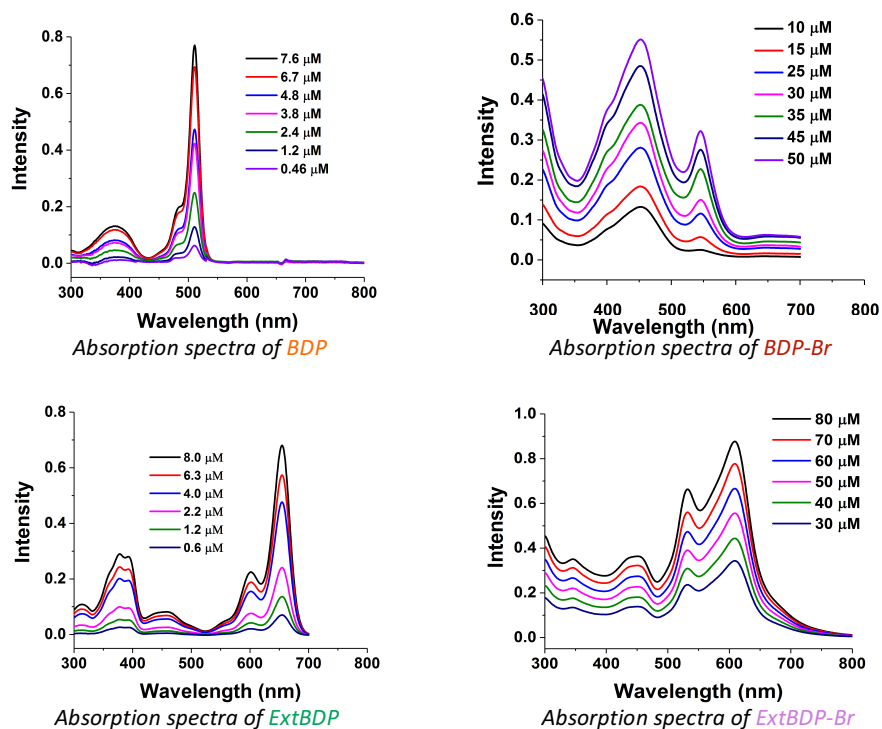 0.8
0.6
0.4
0.2
0.0
Intensity
300 400 500 600 700 800
Wavelength (nm)
7.6 μM
6.7 μM
4.8 μM
3.8 μM
2.4 μM
1.2 μM
0.46 μM
Absorption spectra of BDP
0.6
0.5
0.4
0.3
0.2
0.1
0.0
Intensity
300 400 500 600 700 800
Wavelength (nm)
10 μM
15 μM
25 μM
30 μM
35 μM
45 μM
50 μM
Absorption spectra of BDP-Br
0.8
0.6
0.4
0.2
0.0
Intensity
300 400 500 600 700 800
Wavelength (nm)
8.0 μM
6.3 μM
4.0 μM
2.2 μM
1.2 μM
0.6 μM
Absorption spectra of ExtBDP
1.0
0.8
0.6
0.4
0.2
0.0
Intensity
300 400 500 600 700 800
Wavelength (nm)
80 μM
70 μM
60 μM
50 μM
40 μM
30 μM
Absorption spectra of ExtBDP-Br